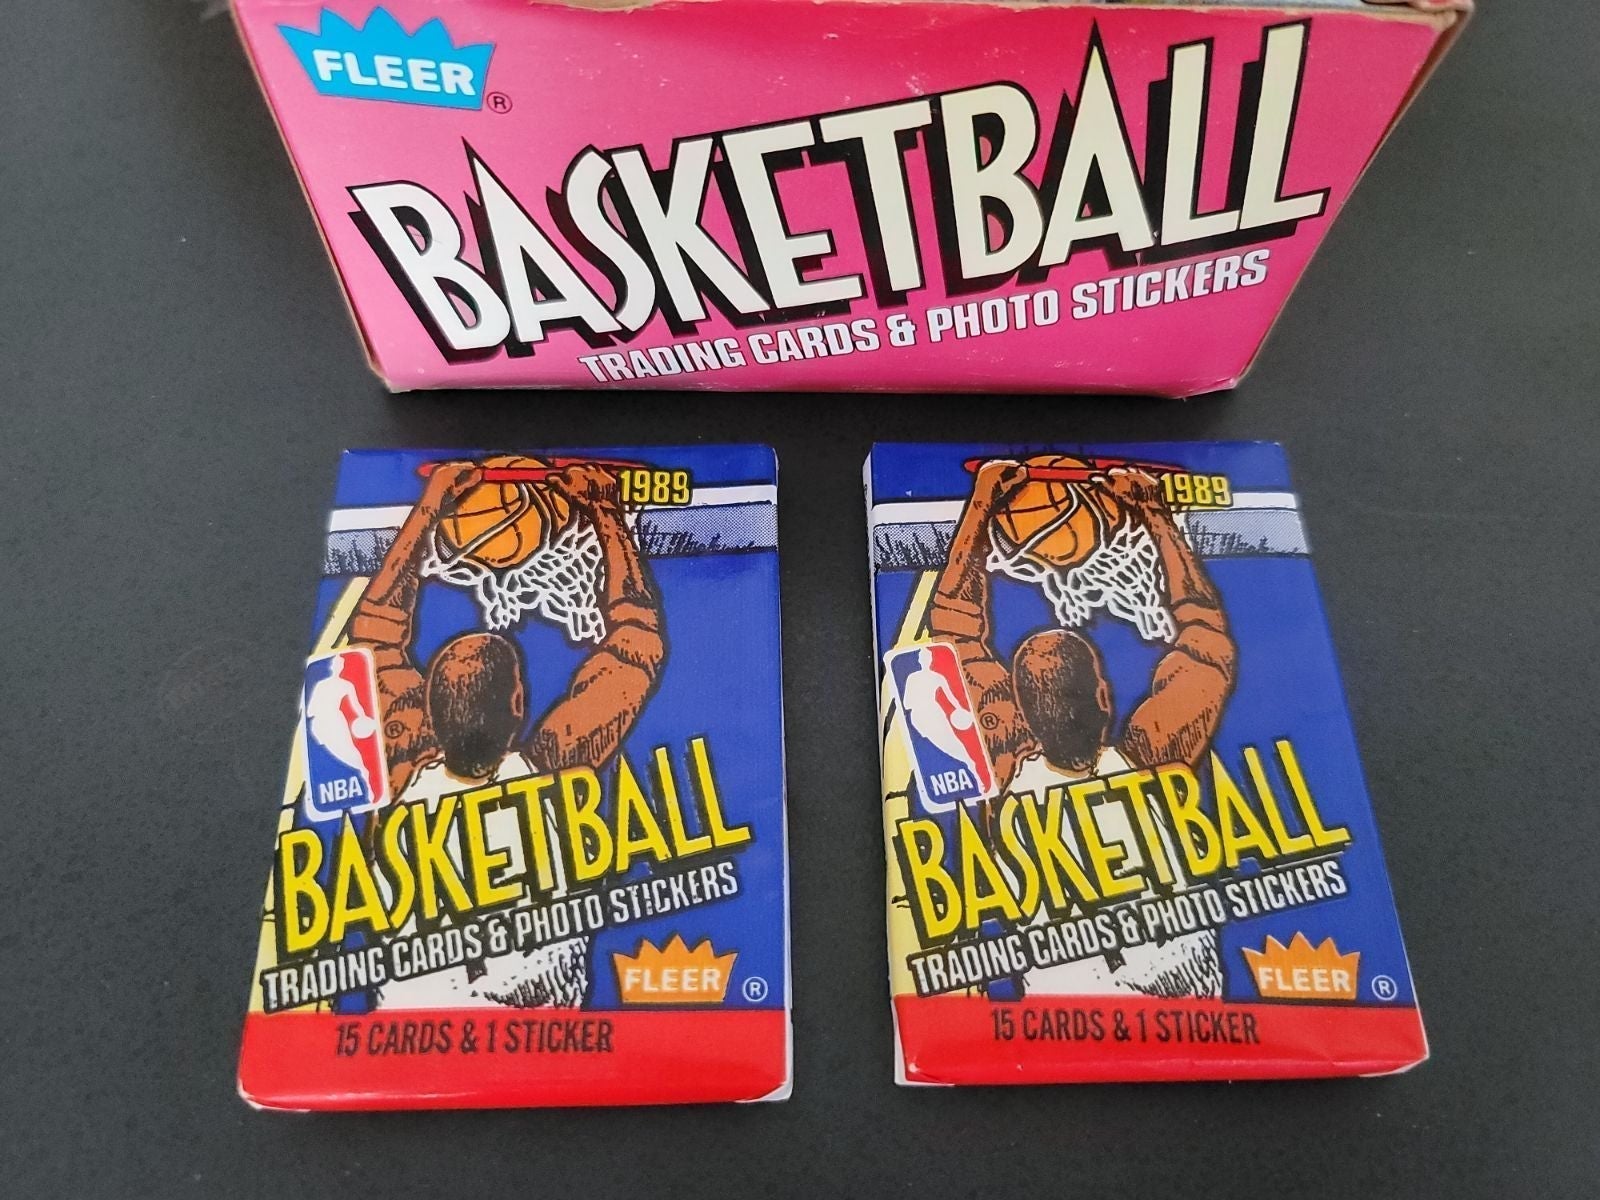 FLEER ®
BASKETBALL
TRADING CARDS & PHOTO STICKERS
1989
®
NBA
BASKETBALL
TRADING CARDS & PHOTO STICKERS
FLEER ®
15 CARDS & 1 STICKER
1989
®
NBA
BASKETBALL
TRADING CARDS & PHOTO STICKERS
FLEER ®
15 CARDS & 1 STICKER